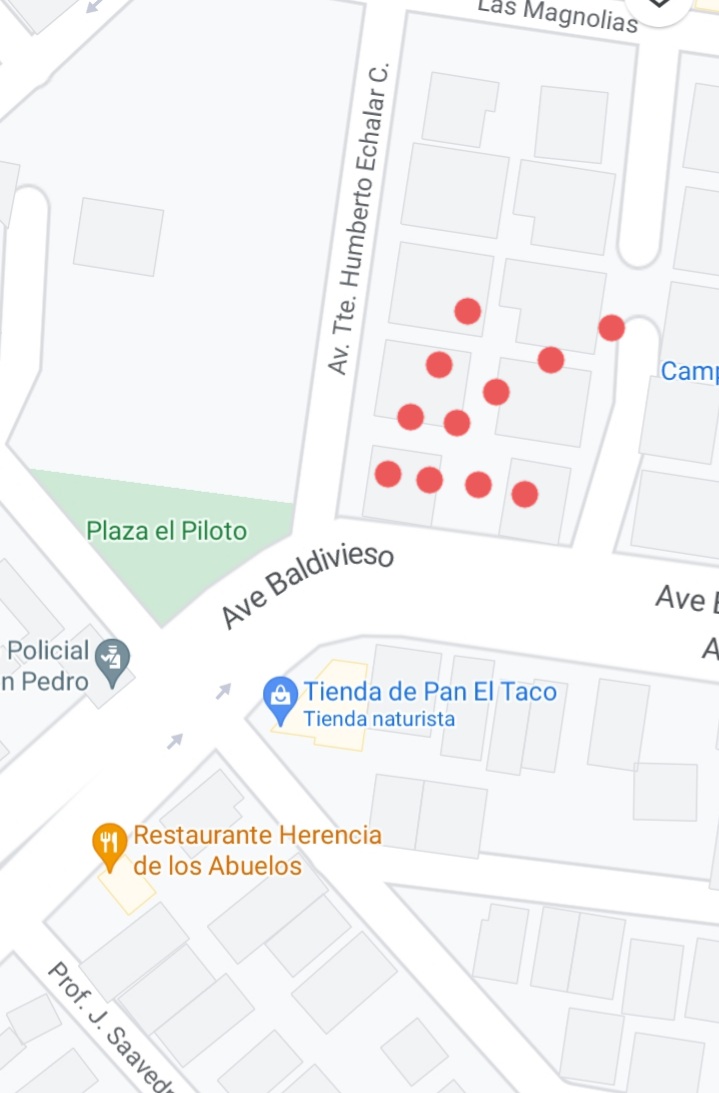 Las Magnolias
Av. Tte. Humberto Echalar C.
Camp
Plaza el Piloto
Ave Baldivieso
Ave
A
Policial
n Pedro
Tienda de Pan El Taco
Tienda naturista
Restaurante Herencia
de los Abuelos
Prof. J. Saaved